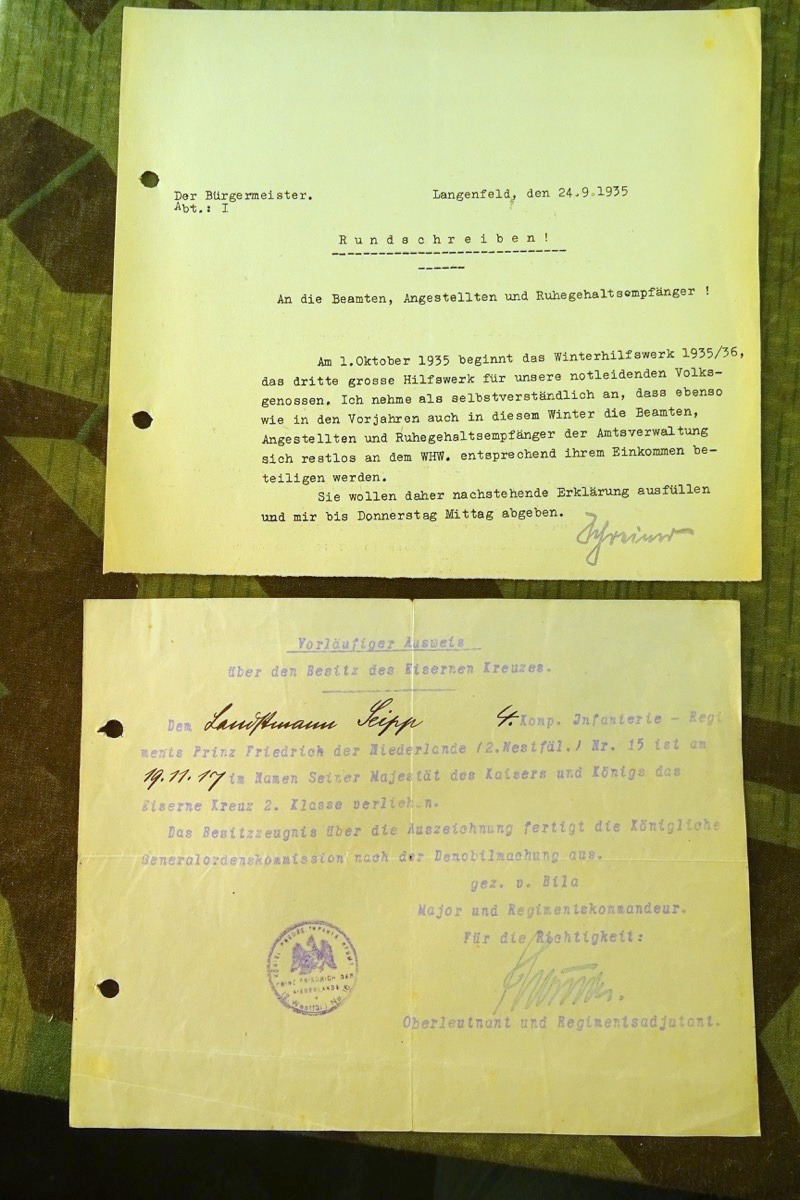 Der Bürgermeister.
Abt.: I
Langenfeld, den 24.9.1935
Rundschreiben!
An die Beamten, Angestellten und Ruhegehaltsempfänger !
Am 1.Oktober 1935 beginnt das Winterhilfswerk 1935/36,
das dritte grosse Hilfswerk für unsere notleidenden Volks-
genossen. Ich nehme als selbstverständlich an, dass ebenso
wie in den Vorjahren auch in diesem Winter die Beamten,
Angestellten und Ruhegehaltsempfänger der Amtsverwaltung
sich restlos an dem WHW. entsprechend ihrem Einkommen be-
teiligen werden.
Sie wollen daher nachstehende Erklärung ausfüllen
und mir bis Donnerstag Mittag abgeben.
Schreiner
Vorläufiger Ausweis
über den Besitz des Eisernen Kreuzes.
Dem Landstmann Seipp 4. Komp. Infanterie - Regi
ments Prinz Friedrich der Niederlande (2.Westfäl.) Nr. 15 ist am
19.11.17 im Namen Seiner Majestät des Kaisers und Königs das
Eiserne Kreuz 2. Klasse verliehen.
Das Besitzzeugnis über die Auszeichnung fertigt die Königliche
Generalordenskommission nach der Demobilmachung aus.
gez. v. Bila
Major und Regimentskommandeur.
Für die Richtigkeit:
Oberleutnant und Regimentsadjutant.
PRINZ FRIEDRICH DER
NIEDERLANDE